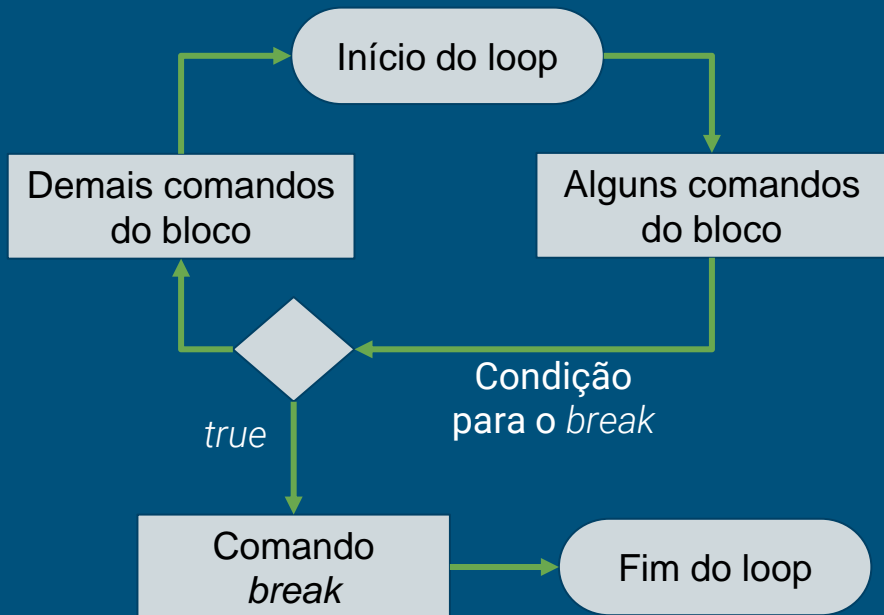 Início do loop
Demais comandos
do bloco
Alguns comandos
do bloco
Condição
para o break
true
Comando
break
Fim do loop